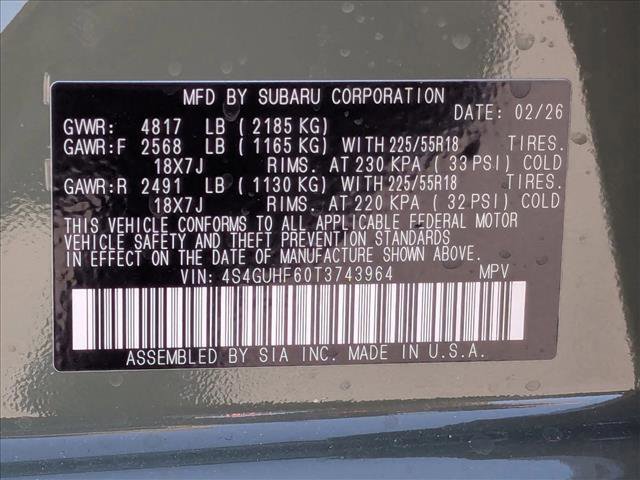 MFD BY SUBARU CORPORATION
DATE: 02/26
GVWR: 4817 LB ( 2185 KG)
GAWR:F 2568 LB ( 1165 KG) WITH 225/55R18 TIRES.
18X7J RIMS. AT 230 KPA ( 33 PSI) COLD
GAWR:R 2491 LB ( 1130 KG) WITH 225/55R18 TIRES.
18X7J RIMS. AT 220 KPA ( 32 PSI) COLD
THIS VEHICLE CONFORMS TO ALL APPLICABLE FEDERAL MOTOR
VEHICLE SAFETY AND THEFT PREVENTION STANDARDS
IN EFFECT ON THE DATE OF MANUFACTURE SHOWN ABOVE.
VIN: 4S4GUHF60T3743964 MPV
ASSEMBLED BY SIA INC. MADE IN U.S.A.